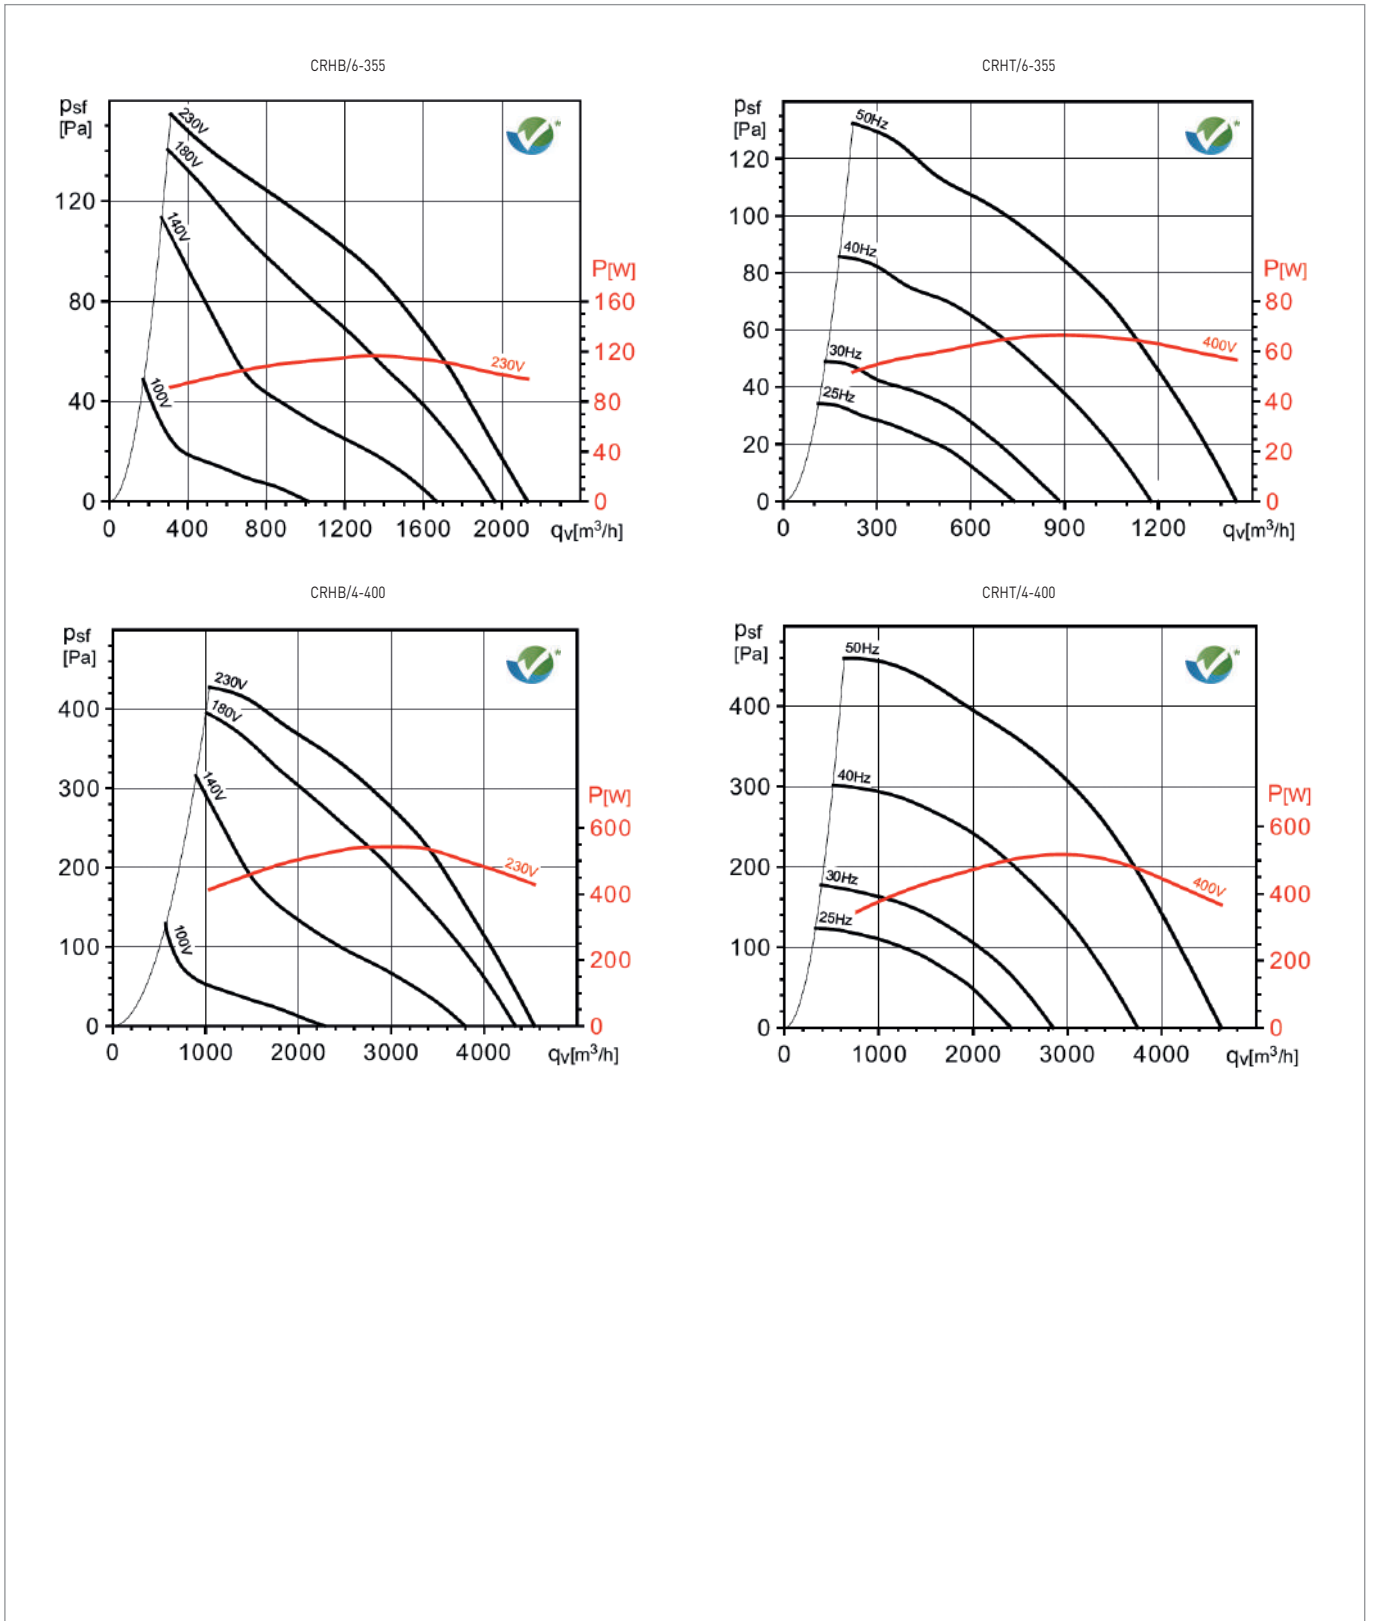 CRHB/6-355
psf
[Pa]
230V
180V
140V
100V
120
80
40
0
P[W]
160
120
80
40
0
230V
0 400 800 1200 1600 2000 qv[m³/h]
CRHT/6-355
psf
[Pa]
50Hz
40Hz
30Hz
25Hz
120
100
80
60
40
20
0
P[W]
80
60
40
20
0
400V
0 300 600 900 1200 qv[m³/h]
CRHB/4-400
psf
[Pa]
230V
180V
140V
100V
400
300
200
100
0
P[W]
600
400
200
0
230V
0 1000 2000 3000 4000 qv[m³/h]
CRHT/4-400
psf
[Pa]
50Hz
40Hz
30Hz
25Hz
400
300
200
100
0
P[W]
600
400
200
0
400V
0 1000 2000 3000 4000 qv[m³/h]